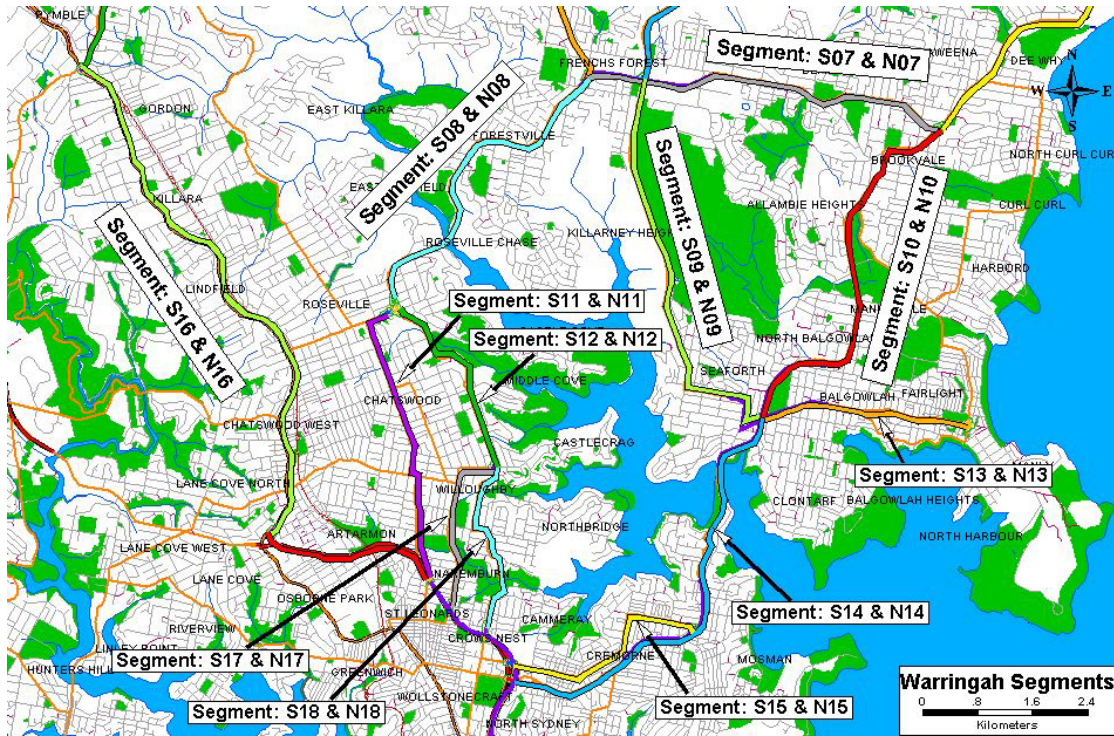 PYMBLE
GORDON
EAST KILLARA
KILLARA
LINDFIELD
ROSEVILLE
ROSEVILLE CHASE
FORESTVILLE
FRENCHS FOREST
Segment: S07 & N07
DEE WHY
N
W
E
S
NORTH CURL CUR
BROOKVALE
CURL CURL
ALLAMBIE HEIGHT
HARBORD
Segment: S08 & N08
Segment: S09 & N09
Segment: S10 & N10
Segment: S16 & N16
KILLARNEY HEIGH
Segment: S11 & N11
Segment: S12 & N12
NORTH BALGOWLA
SEAFORTH
MIDDLE COVE
CHATSWOOD
CHATSWOOD WEST
BALGOWLAH
FAIRLIGHT
CASTLECRAG
Segment: S13 & N13
LANE COVE NORTH
WILLOUGHBY
CLONTARF
BALGOWLAH HEIGHTS
NORTHBRIDGE
NORTH HARBOUR
ARTARMON
LANE COVE WEST
LANE COVE
NAREMBURN
OSBORNE PARK
ST LEONARDS
CAMMERAY
Segment: S14 & N14
RIVERVIEW
CROWS NEST
LINLEY POINT
HUNTERS HILL
Segment: S17 & N17
GREENWICH
CREMORNE
MOSMAN
WOLLSTONECRAFT
Segment: S18 & N18
NORTH SYDNEY
Segment: S15 & N15
Warringah Segments
0 .8 1.6 2.4
Kilometers